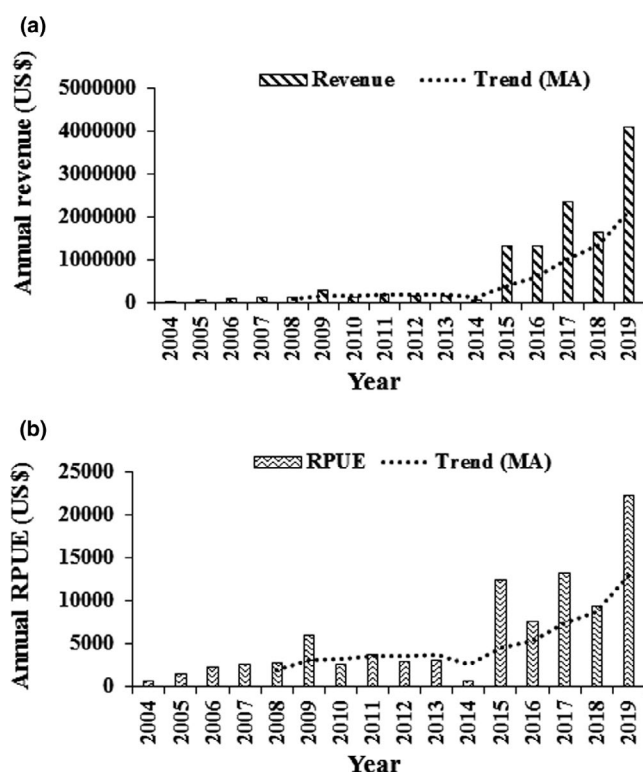 (a)
Revenue Trend (MA)
Annual revenue (US$)
5000000
4000000
3000000
2000000
1000000
0
2004 2005 2006 2007 2008 2009 2010 2011 2012 2013 2014 2015 2016 2017 2018 2019
Year
(b)
RPUE Trend (MA)
Annual RPUE (US$)
25000
20000
15000
10000
5000
0
2004 2005 2006 2007 2008 2009 2010 2011 2012 2013 2014 2015 2016 2017 2018 2019
Year